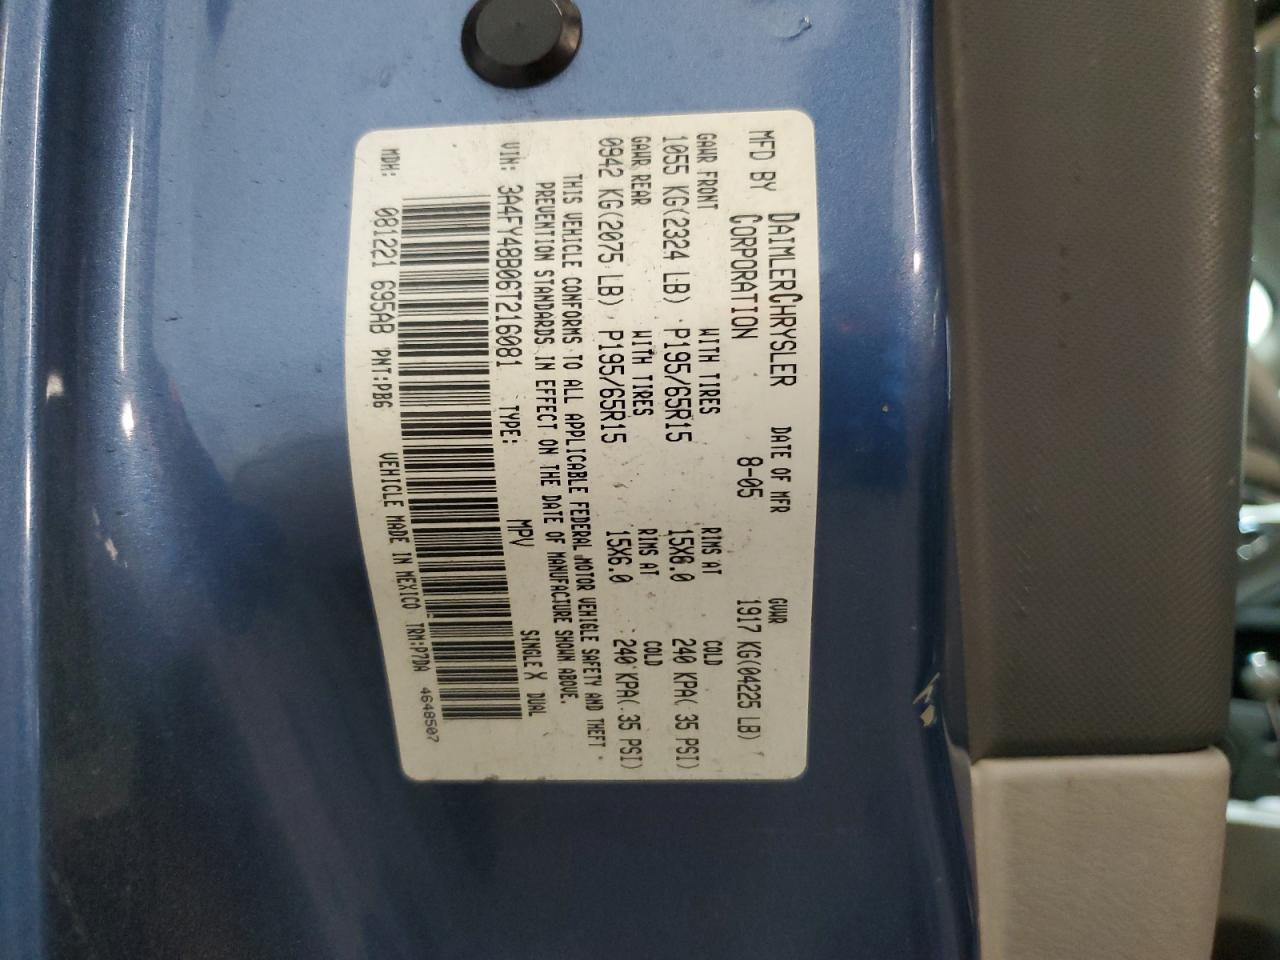 MFD BY DAIMLERCHRYSLER CORPORATION DATE OF MFR 8-05 GVWR 1917 KG(04225 LB)
GAWR FRONT WITH TIRES RIMS AT COLD
1055 KG(2324 LB) P195/65R15 15X6.0 240 KPA( 35 PSI)
GAWR REAR WITH TIRES RIMS AT COLD
0942 KG(2075 LB) P195/65R15 15X6.0 240 KPA( 35 PSI)
THIS VEHICLE CONFORMS TO ALL APPLICABLE FEDERAL MOTOR VEHICLE SAFETY AND THEFT
PREVENTION STANDARDS IN EFFECT ON THE DATE OF MANUFACTURE SHOWN ABOVE.
VIN: 3A4FY48B06T216081 TYPE: MPV SINGLE X DUAL
MDH: 081221 695AB PNT:PB6 VEHICLE MADE IN MEXICO TRM:P7DA 4648507